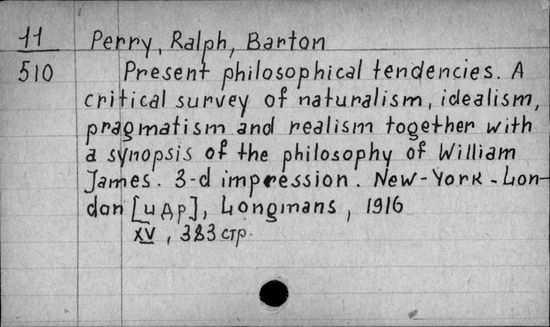 11 Perry, Ralph, Barton
510 Present philosophical tendencies. A
critical survey of naturalism, idealism,
pragmatism and realism together with
a synopsis of the philosophy of William
James. 3-d impression. New-York-Lon-
don [и др], Longmans, 1916
XV, 383 стр.